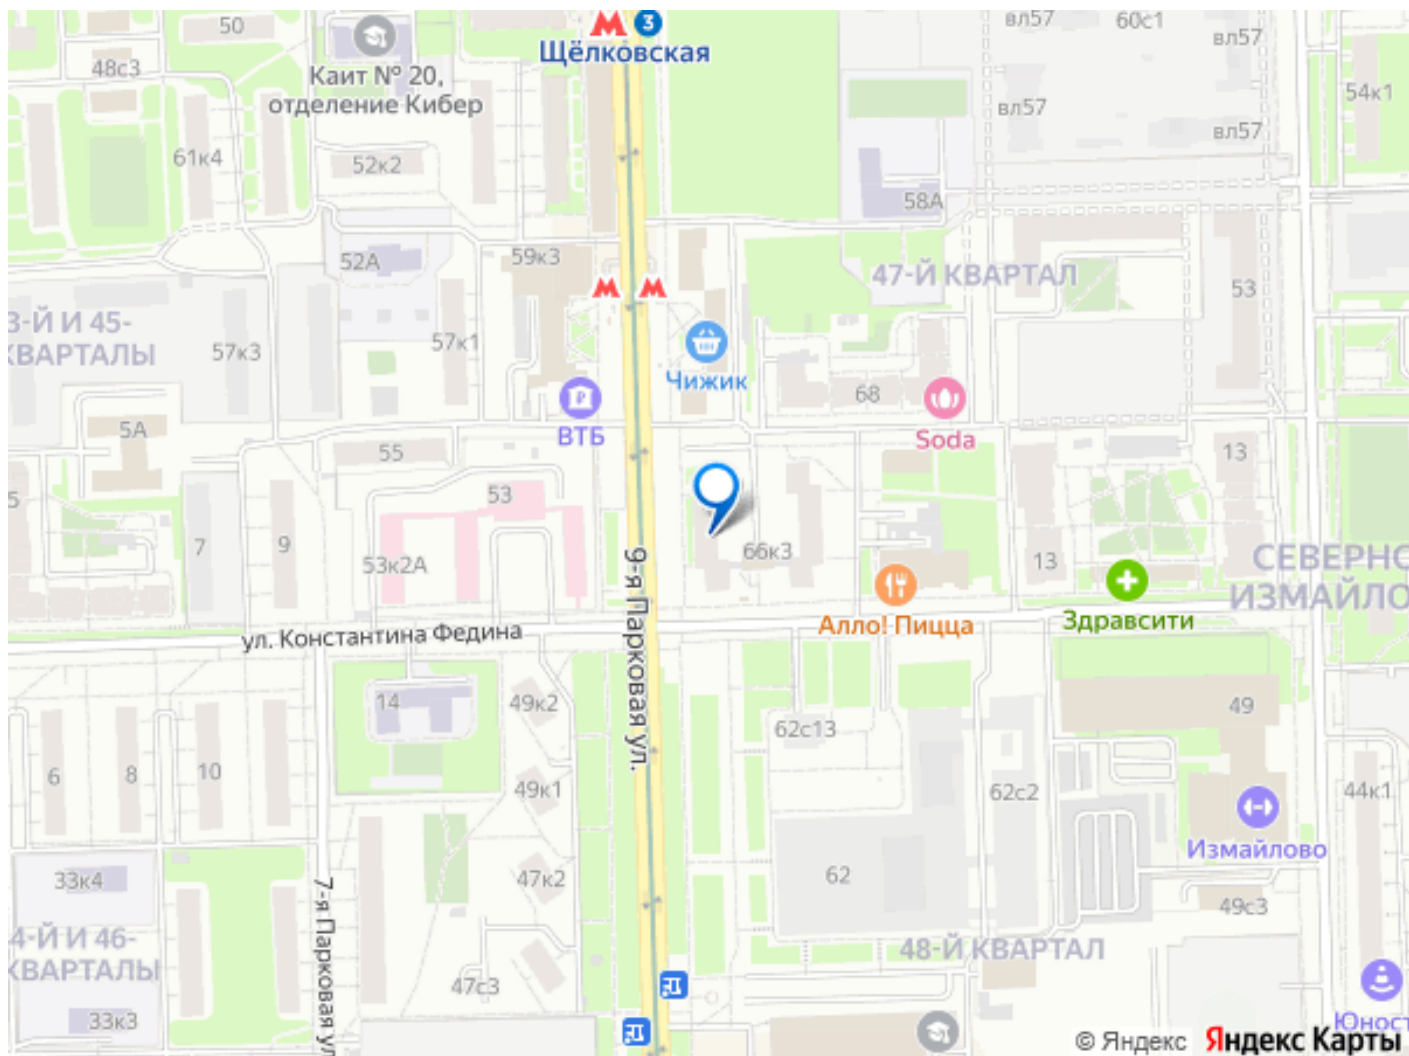 50
3
вл57
60с1
Щёлковская
вл57
48с3
Каит № 20,
отделение Кибер
54к1
вл57
вл57
61к4
52к2
58А
52А
59к3
47-Й КВАРТАЛ
53
3-Й И 45-
КВАРТАЛЫ
57к3
57к1
Чижик
68
ВТБ
Soda
5А
55
13
5
53
7
9
53к2А
66к3
13
СЕВЕРНО
ИЗМАЙЛО
Алло! Пицца
Здравсити
ул. Константина Федина
9-я Парковая ул.
14
49к2
62с13
49
6
8
10
49к1
62с2
44к1
Измайлово
33к4
47к2
62
49с3
7-я Парковая ул
4-Й И 46-
КВАРТАЛЫ
48-Й КВАРТАЛ
47с3
33к3
Юност
© Яндекс Яндекс Карты